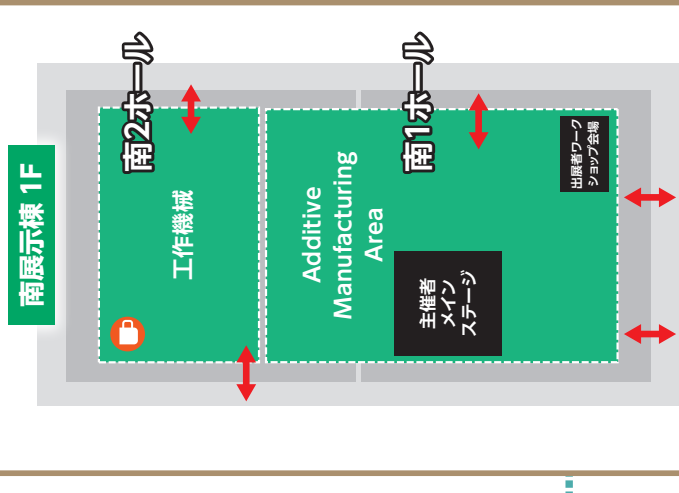 南展示棟 1F
南2ホール
工作機械
南1ホール
Additive
Manufacturing
Area
主催者
メイン
ステージ
出展者ワーク
ショップ会場